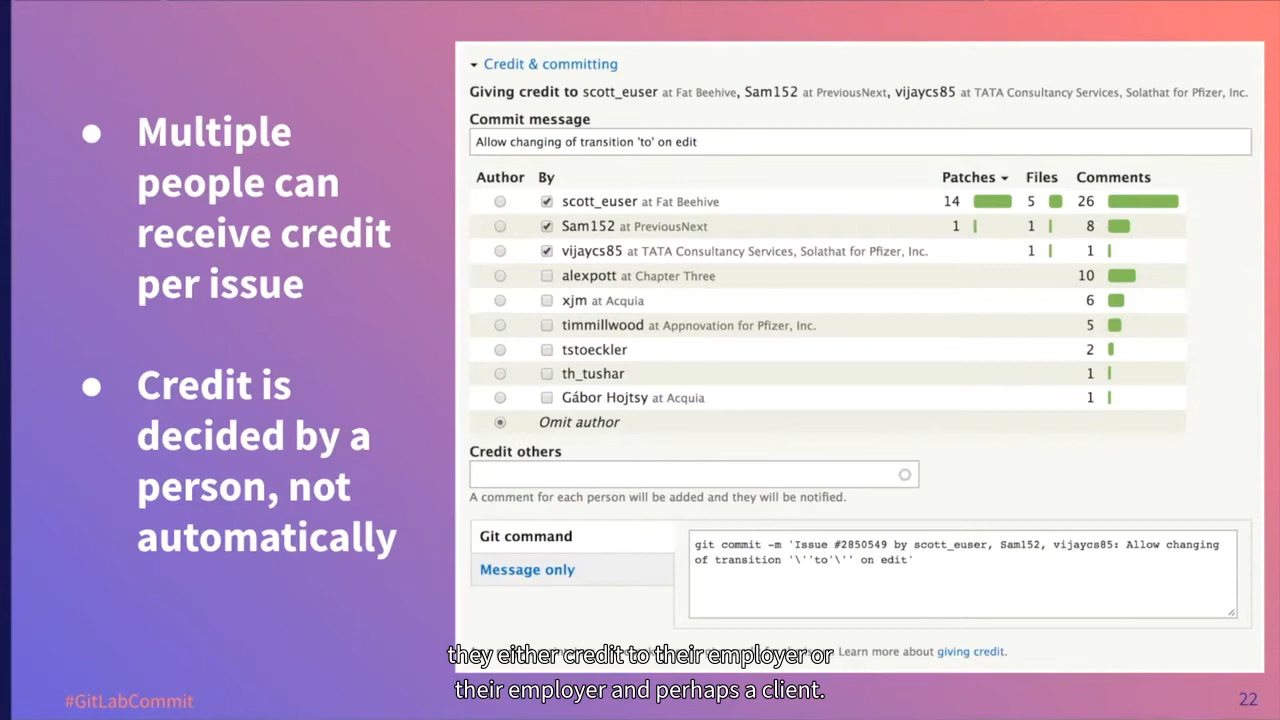 ● Multiple
people can
receive credit
per issue
● Credit is
decided by a
person, not
automatically
Credit & committing
Giving credit to scott_euser at Fat Beehive, Sam152 at PreviousNext, vijaycs85 at TATA Consultancy Services, Solathat for Pfizer, Inc.
Commit message
Allow changing of transition 'to' on edit
Author By Patches Files Comments
scott_euser at Fat Beehive 14 5 26
Sam152 at PreviousNext 1 1 8
vijaycs85 at TATA Consultancy Services, Solathat for Pfizer, Inc. 1 1
alexpott at Chapter Three 10
xjm at Acquia 6
timmillwood at Appnovation for Pfizer, Inc. 5
tstoeckler 2
th_tushar 1
Gábor Hojtsy at Acquia 1
Omit author
Credit others
A comment for each person will be added and they will be notified.
Git command
Message only
git commit -m 'Issue #2850549 by scott_euser, Sam152, vijaycs85: Allow changing
of transition '\''to'\'' on edit'
Learn more about giving credit.
they either credit to their employer or
their employer and perhaps a client.
#GitLabCommit
22